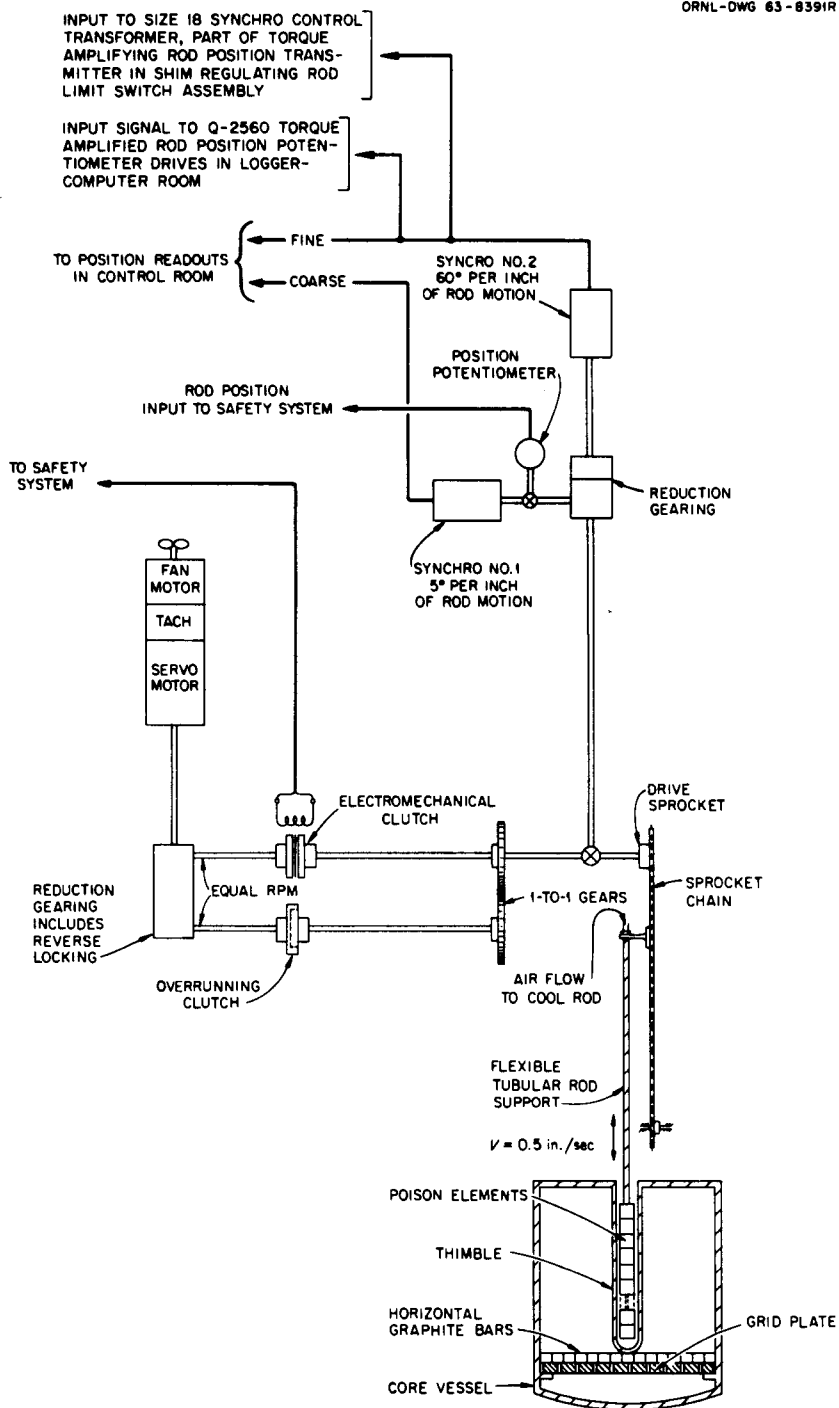 ORNL-DWG 63-8391R
INPUT TO SIZE 18 SYNCHRO CONTROL
TRANSFORMER, PART OF TORQUE
AMPLIFYING ROD POSITION TRANS-
MITTER IN SHIM REGULATING ROD
LIMIT SWITCH ASSEMBLY
INPUT SIGNAL TO Q-2560 TORQUE
AMPLIFIED ROD POSITION POTEN-
TIOMETER DRIVES IN LOGGER-
COMPUTER ROOM
FINE
TO POSITION READOUTS
IN CONTROL ROOM
COARSE
SYNCRO NO.2
60° PER INCH
OF ROD MOTION
POSITION
POTENTIOMETER
ROD POSITION
INPUT TO SAFETY SYSTEM
TO SAFETY
SYSTEM
REDUCTION
GEARING
SYNCHRO NO.1
5° PER INCH
OF ROD MOTION
FAN
MOTOR
TACH
SERVO
MOTOR
ELECTROMECHANICAL
CLUTCH
DRIVE
SPROCKET
REDUCTION
GEARING
INCLUDES
REVERSE
LOCKING
EQUAL RPM
1-TO-1 GEARS
SPROCKET
CHAIN
OVERRUNNING
CLUTCH
AIR FLOW
TO COOL ROD
FLEXIBLE
TUBULAR ROD
SUPPORT
V = 0.5 in./sec
POISON ELEMENTS
THIMBLE
HORIZONTAL
GRAPHITE BARS
GRID PLATE
CORE VESSEL